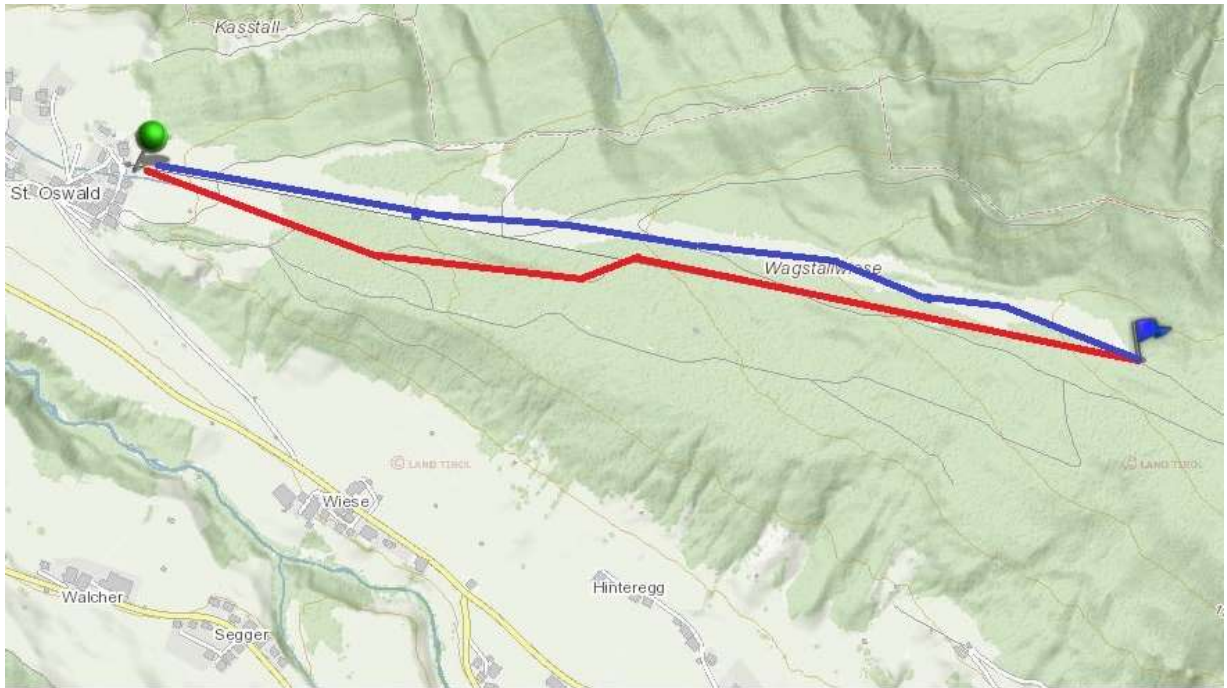 Kasstall
St. Oswald
Wagstallwiese
© LAND TIROL
© LAND TIROL
Wiese
Hinteregg
Walcher
Segger